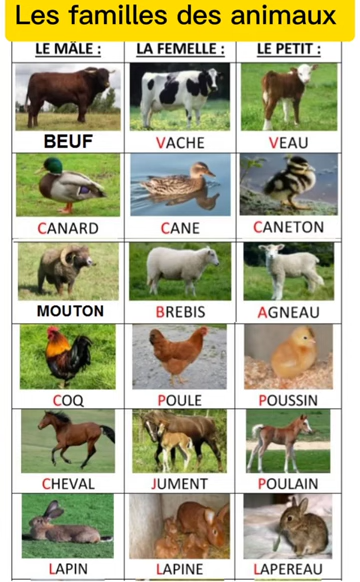 Les familles des animaux
LE MÂLE : LA FEMELLE : LE PETIT :
BEUF VACHE VEAU
CANARD CANE CANETON
MOUTON BREBIS AGNEAU
COQ POULE POUSSIN
CHEVAL JUMENT POULAIN
LAPIN LAPINE LAPEREAU